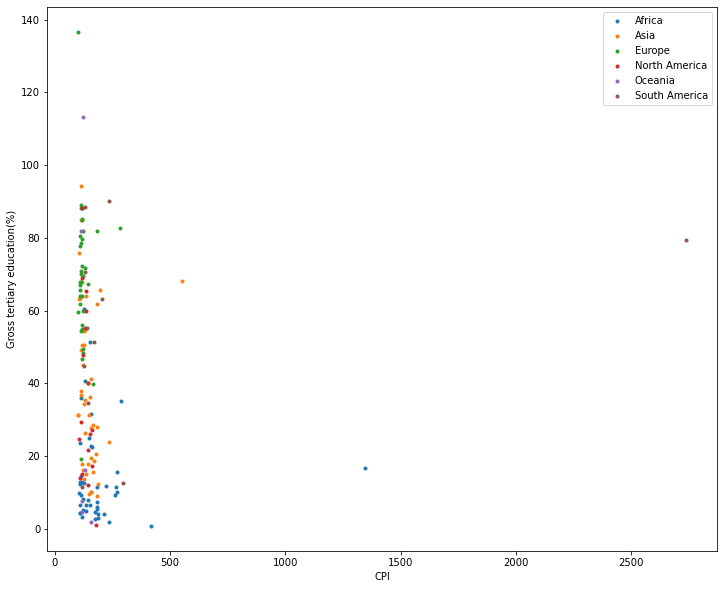 140
120
100
80
60
40
20
0
Gross tertiary education(%)
0 500 1000 1500 2000 2500
CPI
Africa
Asia
Europe
North America
Oceania
South America